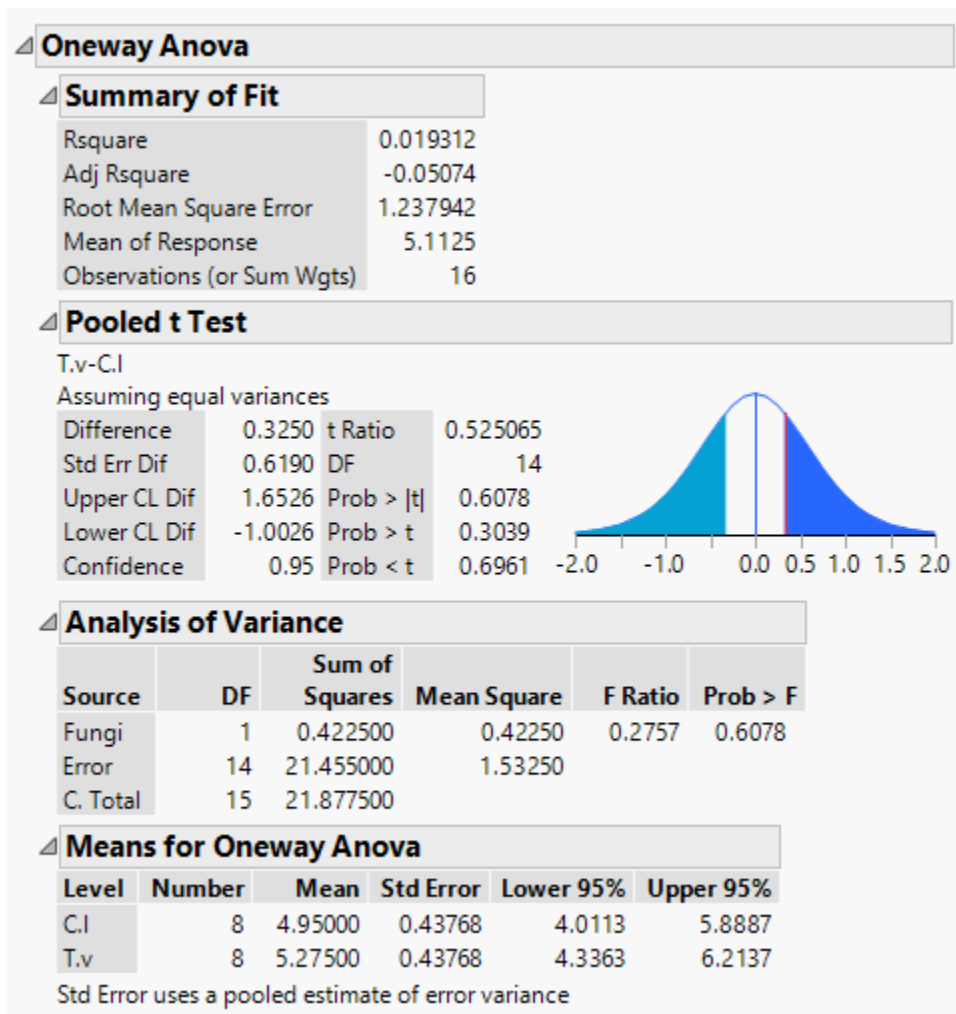 Oneway Anova
Summary of Fit
Rsquare 0.019312
Adj Rsquare -0.05074
Root Mean Square Error 1.237942
Mean of Response 5.1125
Observations (or Sum Wgts) 16
Pooled t Test
T.v-C.l
Assuming equal variances
Difference 0.3250 t Ratio 0.525065
Std Err Dif 0.6190 DF 14
Upper CL Dif 1.6526 Prob > |t| 0.6078
Lower CL Dif -1.0026 Prob > t 0.3039
Confidence 0.95 Prob < t 0.6961
-2.0 -1.0 0.0 0.5 1.0 1.5 2.0
Analysis of Variance
Sum of
Source DF Squares Mean Square F Ratio Prob > F
Fungi 1 0.422500 0.42250 0.2757 0.6078
Error 14 21.455000 1.53250
C. Total 15 21.877500
Means for Oneway Anova
Level Number Mean Std Error Lower 95% Upper 95%
C.l 8 4.95000 0.43768 4.0113 5.8887
T.v 8 5.27500 0.43768 4.3363 6.2137
Std Error uses a pooled estimate of error variance